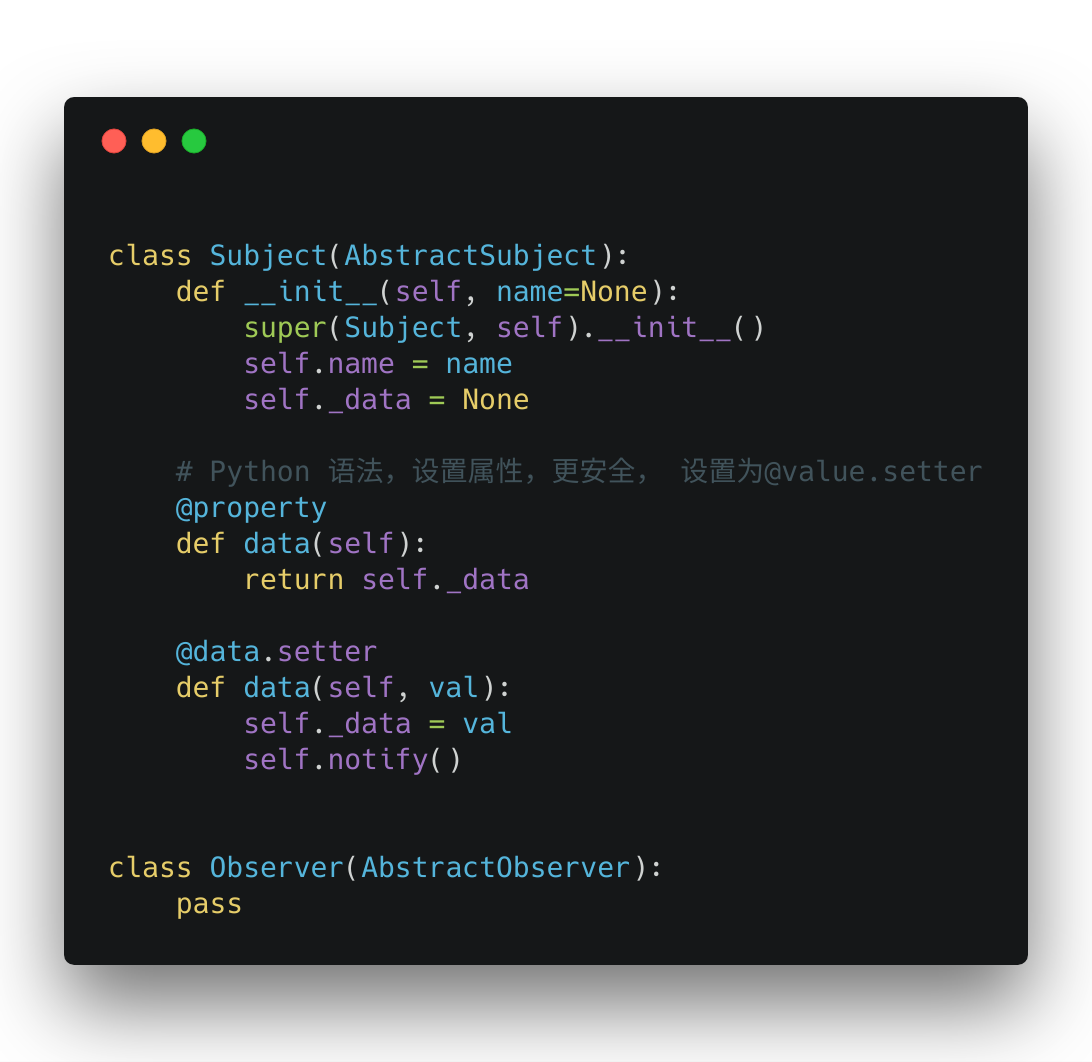 class Subject(AbstractSubject):
    def __init__(self, name=None):
        super(Subject, self).__init__()
        self.name = name
        self._data = None

    # Python 语法，设置属性，更安全， 设置为@value.setter
    @property
    def data(self):
        return self._data

    @data.setter
    def data(self, val):
        self._data = val
        self.notify()


class Observer(AbstractObserver):
    pass